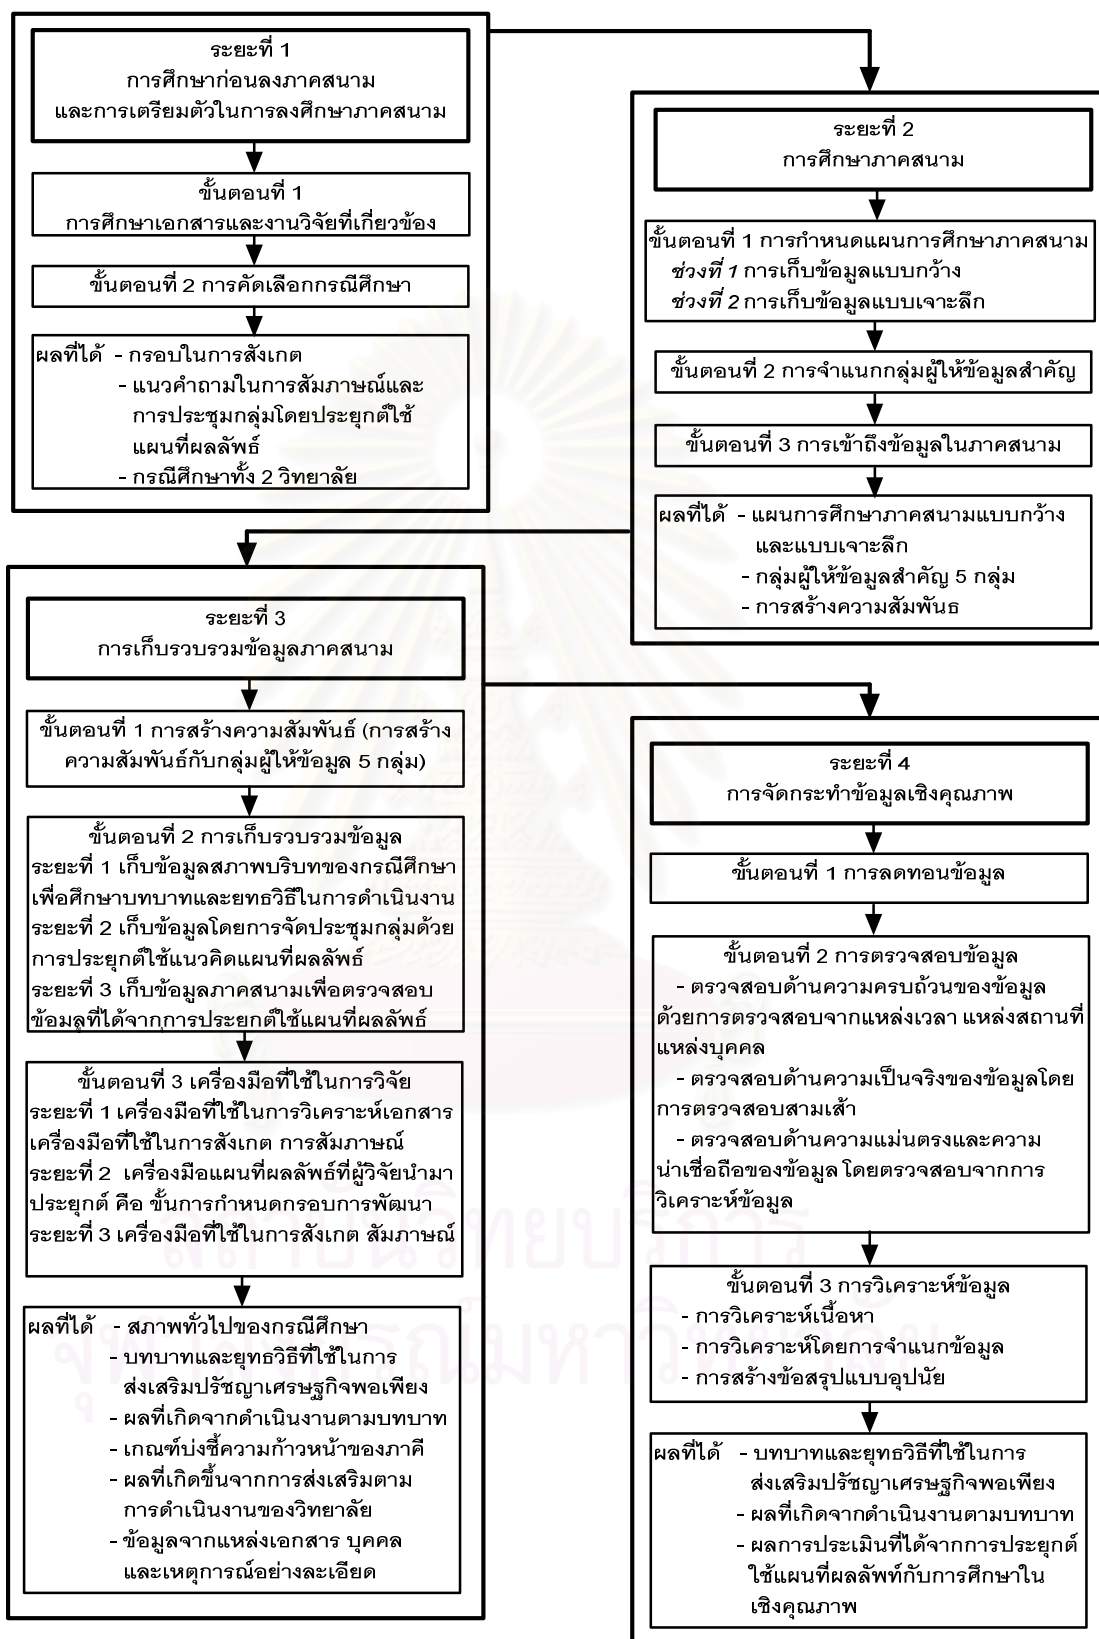 ระยะที่ 1
การศึกษาก่อนลงภาคสนาม
และการเตรียมตัวในการลงศึกษาภาคสนาม
ขั้นตอนที่ 1
การศึกษาเอกสารและงานวิจัยที่เกี่ยวข้อง
ขั้นตอนที่ 2 การคัดเลือกกรณีศึกษา
ผลที่ได้ - กรอบในการสังเกต
- แนวคำถามในการสัมภาษณ์และ
การประชุมกลุ่มโดยประยุกต์ใช้
แผนที่ผลลัพธ์
- กรณีศึกษาทั้ง 2 วิทยาลัย
ระยะที่ 2
การศึกษาภาคสนาม
ขั้นตอนที่ 1 การกำหนดแผนการศึกษาภาคสนาม
ช่วงที่ 1 การเก็บข้อมูลแบบกว้าง
ช่วงที่ 2 การเก็บข้อมูลแบบเจาะลึก
ขั้นตอนที่ 2 การจำแนกกลุ่มผู้ให้ข้อมูลสำคัญ
ขั้นตอนที่ 3 การเข้าถึงข้อมูลในภาคสนาม
ผลที่ได้ - แผนการศึกษาภาคสนามแบบกว้าง
และแบบเจาะลึก
- กลุ่มผู้ให้ข้อมูลสำคัญ 5 กลุ่ม
- การสร้างความสัมพันธ
ระยะที่ 3
การเก็บรวบรวมข้อมูลภาคสนาม
ขั้นตอนที่ 1 การสร้างความสัมพันธ์ (การสร้าง
ความสัมพันธ์กับกลุ่มผู้ให้ข้อมูล 5 กลุ่ม)
ขั้นตอนที่ 2 การเก็บรวบรวมข้อมูล
ระยะที่ 1 เก็บข้อมูลสภาพบริบทของกรณีศึกษา
เพื่อศึกษาบทบาทและยุทธวิธีในการดำเนินงาน
ระยะที่ 2 เก็บข้อมูลโดยการจัดประชุมกลุ่มด้วย
การประยุกต์ใช้แนวคิดแผนที่ผลลัพธ์
ระยะที่ 3 เก็บข้อมูลภาคสนามเพื่อตรวจสอบ
ข้อมูลที่ได้จากการประยุกต์ใช้แผนที่ผลลัพธ์
ขั้นตอนที่ 3 เครื่องมือที่ใช้ในการวิจัย
ระยะที่ 1 เครื่องมือที่ใช้ในการวิเคราะห์เอกสาร
เครื่องมือที่ใช้ในการสังเกต การสัมภาษณ์
ระยะที่ 2 เครื่องมือแผนที่ผลลัพธ์ที่ผู้วิจัยนำมา
ประยุกต์ คือ ขั้นการกำหนดกรอบการพัฒนา
ระยะที่ 3 เครื่องมือที่ใช้ในการสังเกต สัมภาษณ์
ผลที่ได้ - สภาพทั่วไปของกรณีศึกษา
- บทบาทและยุทธวิธีที่ใช้ในการ
ส่งเสริมปรัชญาเศรษฐกิจพอเพียง
- ผลที่เกิดจากดำเนินงานตามบทบาท
- เกณฑ์บ่งชี้ความก้าวหน้าของภาคี
- ผลที่เกิดขึ้นจากการส่งเสริมตาม
การดำเนินงานของวิทยาลัย
- ข้อมูลจากแหล่งเอกสาร บุคคล
และเหตุการณ์อย่างละเอียด
ระยะที่ 4
การจัดกระทำข้อมูลเชิงคุณภาพ
ขั้นตอนที่ 1 การลดทอนข้อมูล
ขั้นตอนที่ 2 การตรวจสอบข้อมูล
- ตรวจสอบด้านความครบถ้วนของข้อมูล
ด้วยการตรวจสอบจากแหล่งเวลา แหล่งสถานที่
แหล่งบุคคล
- ตรวจสอบด้านความเป็นจริงของข้อมูลโดย
การตรวจสอบสามเส้า
- ตรวจสอบด้านความแม่นตรงและความ
น่าเชื่อถือของข้อมูล โดยตรวจสอบจากการ
วิเคราะห์ข้อมูล
ขั้นตอนที่ 3 การวิเคราะห์ข้อมูล
- การวิเคราะห์เนื้อหา
- การวิเคราะห์โดยการจำแนกข้อมูล
- การสร้างข้อสรุปแบบอุปนัย
ผลที่ได้ - บทบาทและยุทธวิธีที่ใช้ในการ
ส่งเสริมปรัชญาเศรษฐกิจพอเพียง
- ผลที่เกิดจากดำเนินงานตามบทบาท
- ผลการประเมินที่ได้จากการประยุกต์
ใช้แผนที่ผลลัพท์กับการศึกษาใน
เชิงคุณภาพ
สถาบันวิทยบริการ
จุฬาลงกรณ์มหาวิทยาลัย